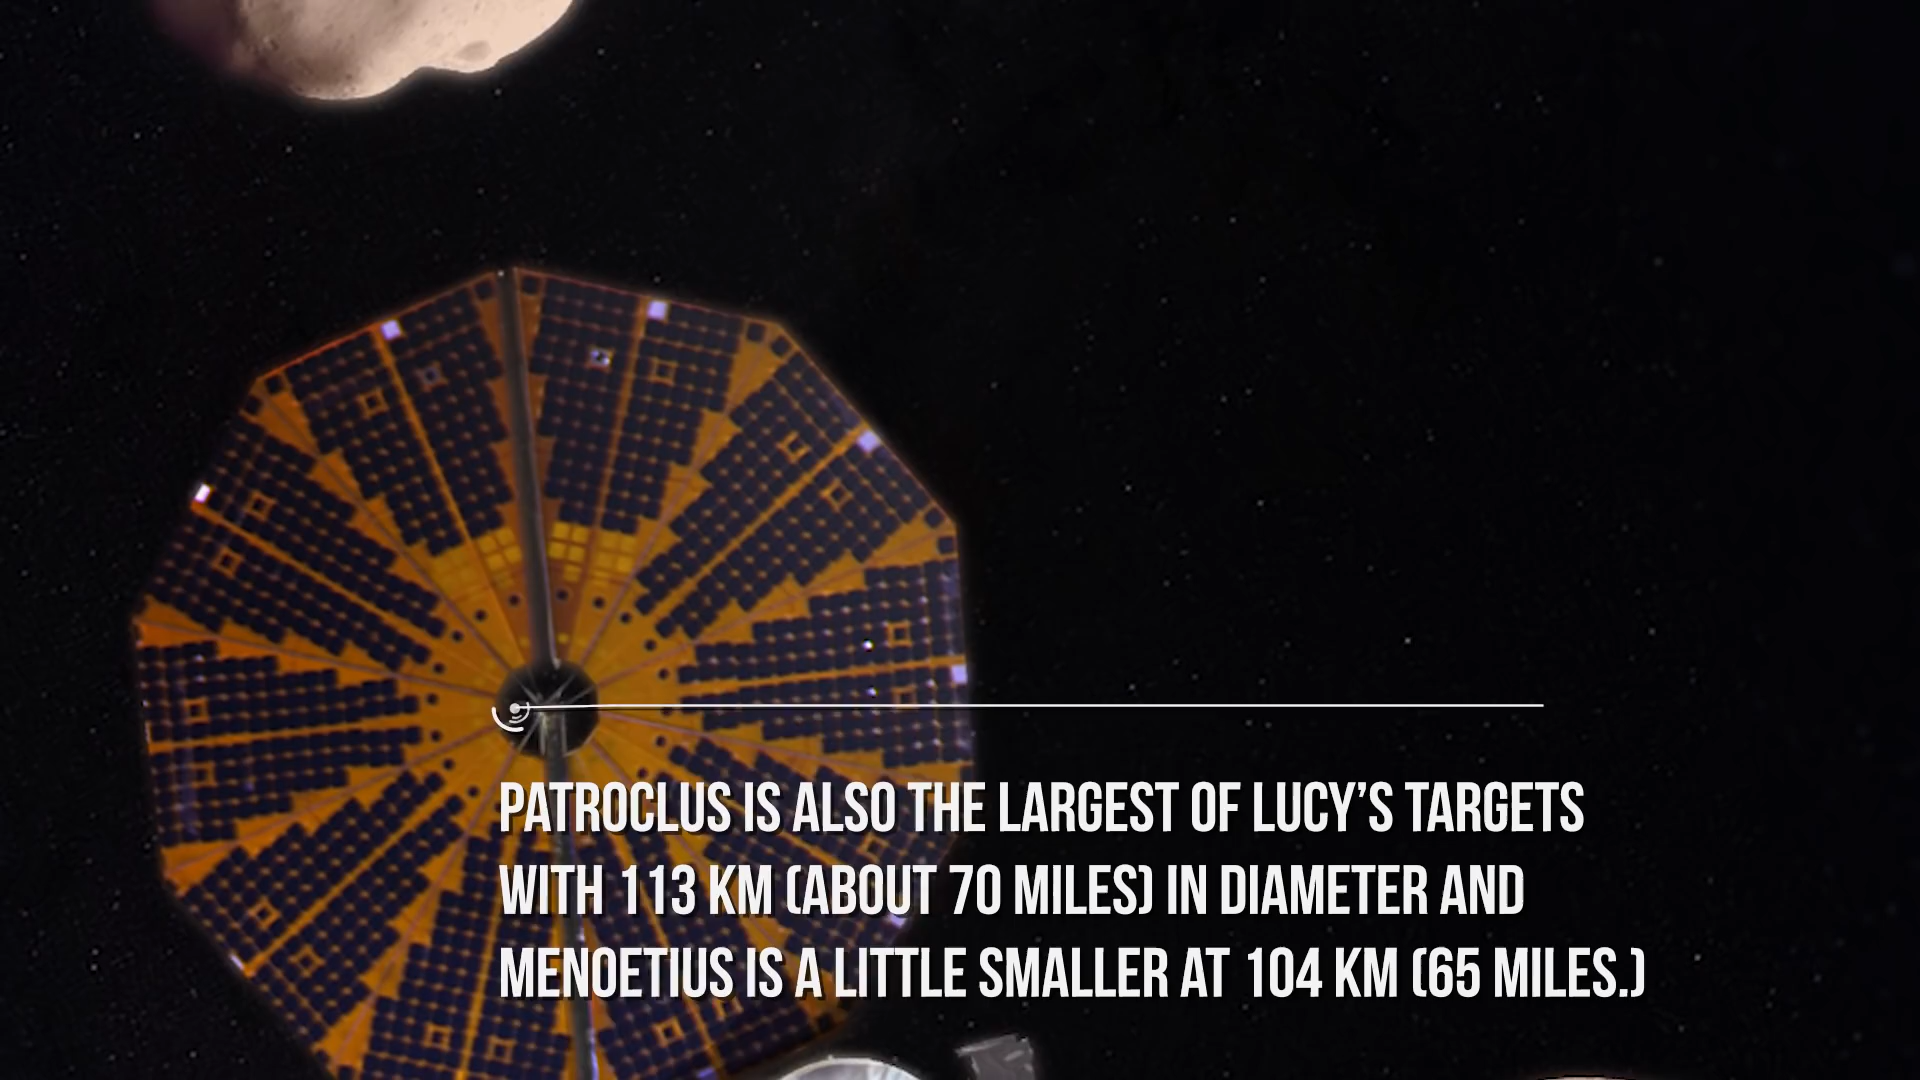 PATROCLUS IS ALSO THE LARGEST OF LUCY’S TARGETS
WITH 113 KM (ABOUT 70 MILES) IN DIAMETER AND
MENOETIUS IS A LITTLE SMALLER AT 104 KM (65 MILES.)